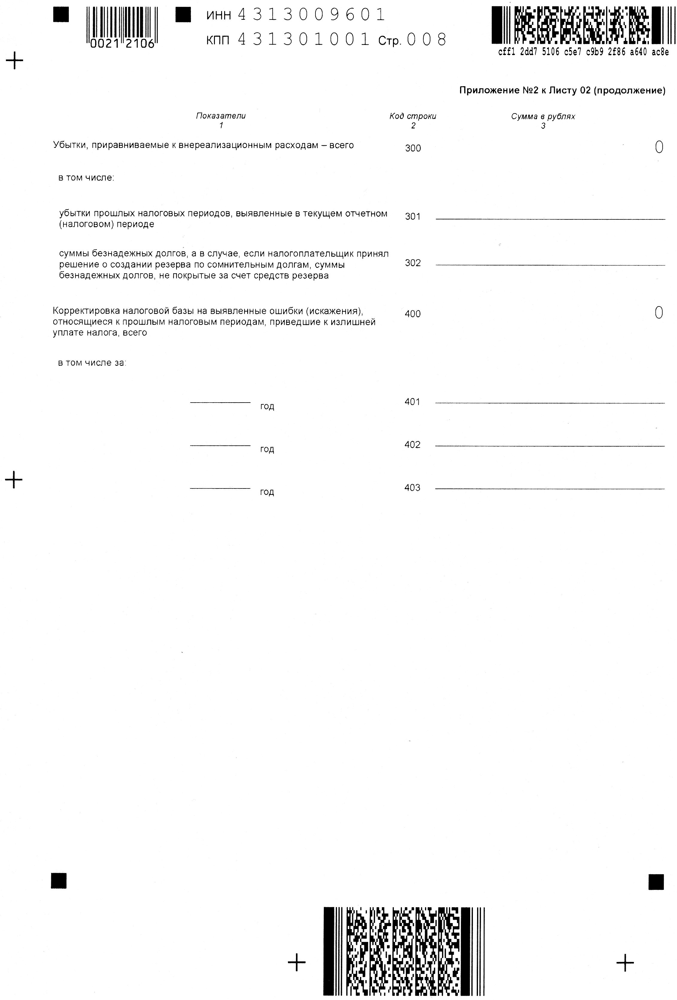 ИНН 4313009601
КПП 431301001 Стр. 008
0021 2106
cff1 2dd7 5106 c5e7 c9b9 2f86 a640 ac8e
Приложение №2 к Листу 02 (продолжение)
Показатели Код строки Сумма в рублях
1 2 3
Убытки, приравниваемые к внереализационным расходам – всего 300 0
в том числе:
убытки прошлых налоговых периодов, выявленные в текущем отчетном 301
(налоговом) периоде
суммы безнадежных долгов, а в случае, если налогоплательщик принял
решение о создании резерва по сомнительным долгам, суммы 302
безнадежных долгов, не покрытые за счет средств резерва
Корректировка налоговой базы на выявленные ошибки (искажения), 400 0
относящиеся к прошлым налоговым периодам, приведшие к излишней
уплате налога, всего
в том числе за:
год 401
год 402
год 403